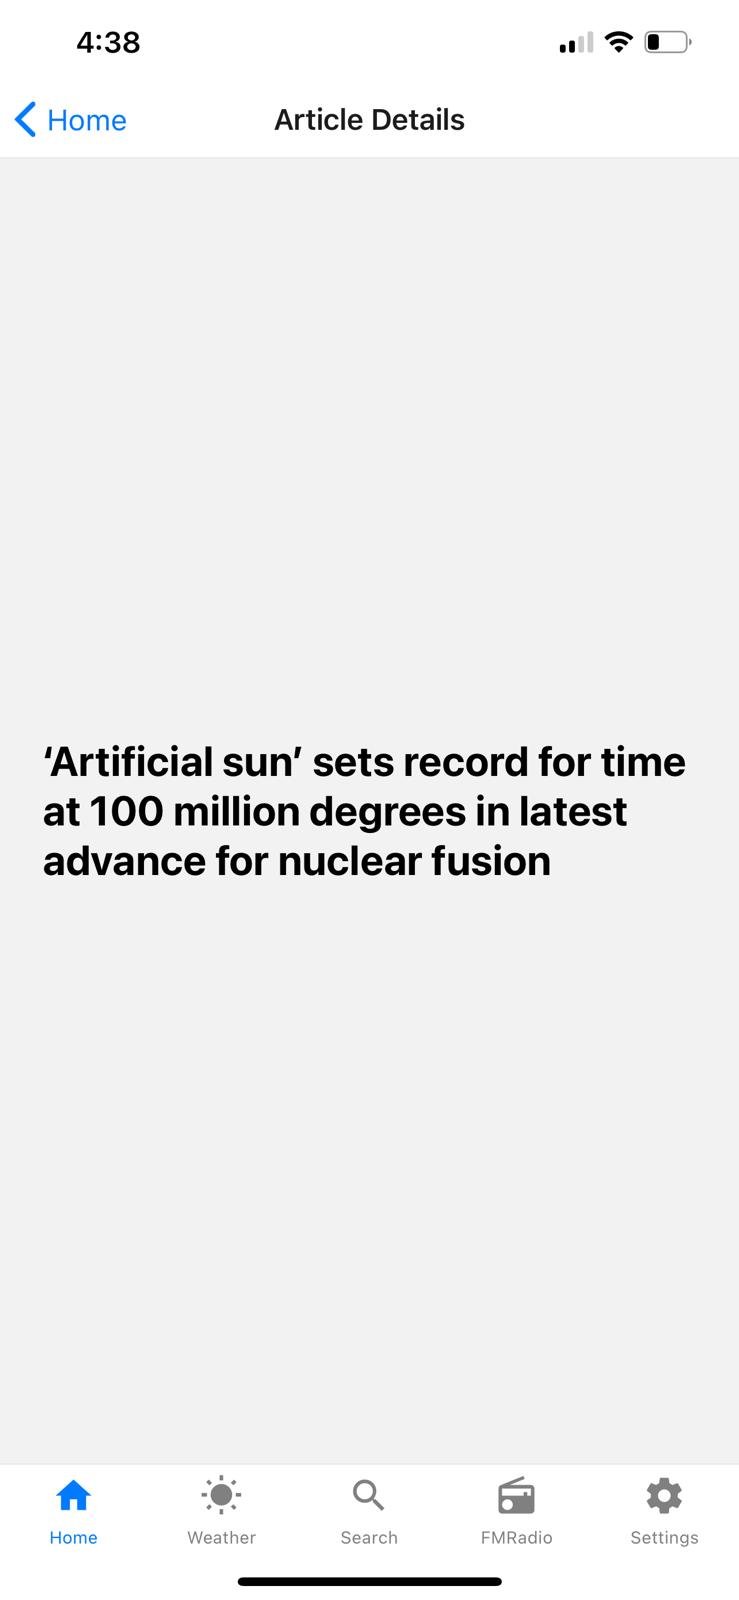 4:38
Home
Article Details
‘Artificial sun’ sets record for time
at 100 million degrees in latest
advance for nuclear fusion
Home
Weather
Search
FMRadio
Settings